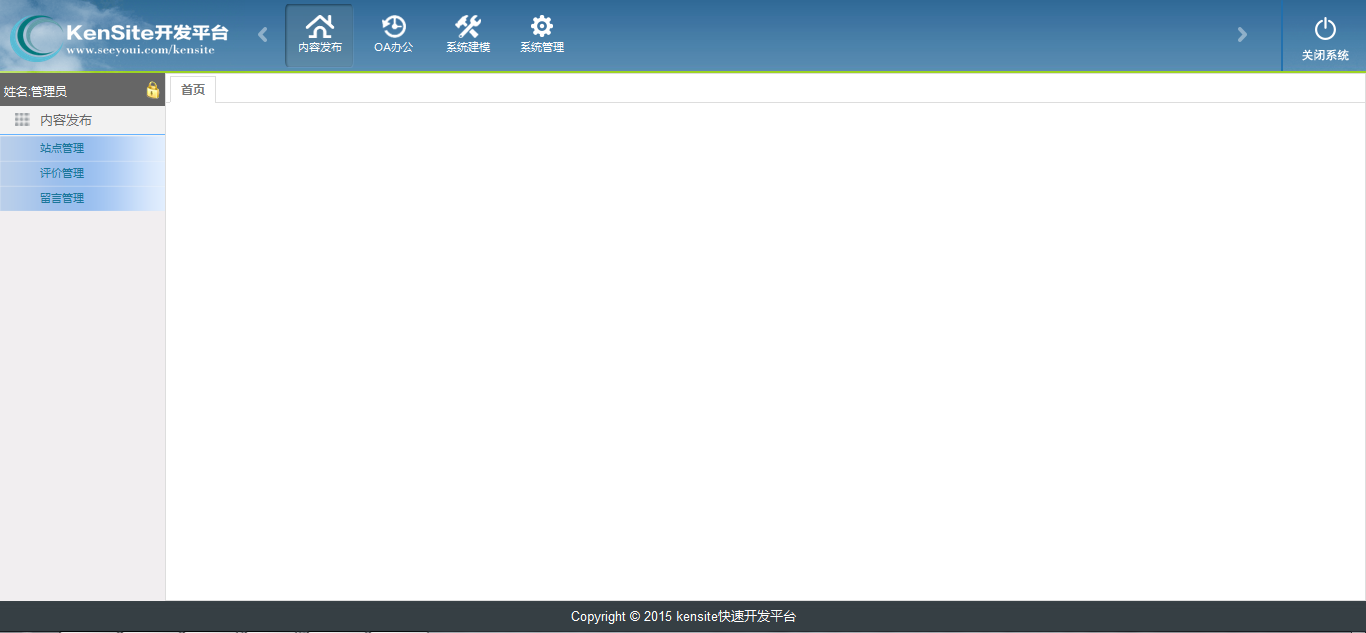 KenSite开发平台
www.seeyoui.com/kensite
内容发布
OA办公
系统建模
系统管理
关闭系统
姓名:管理员
首页
内容发布
站点管理
评价管理
留言管理
Copyright © 2015 kensite快速开发平台